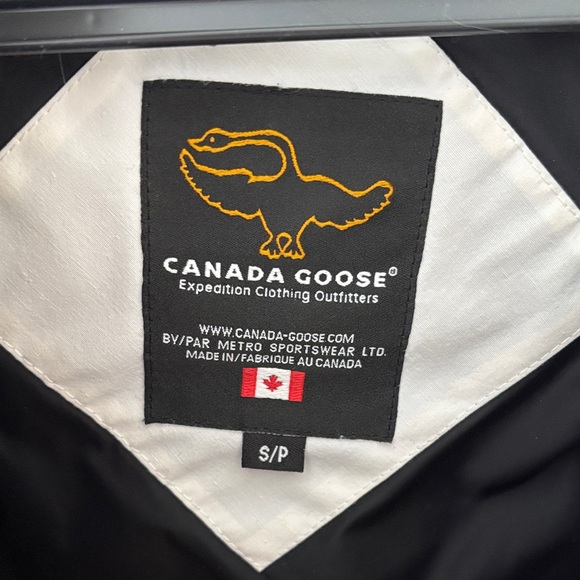 CANADA GOOSE®
Expedition Clothing Outfitters
WWW.CANADA-GOOSE.COM
BY/PAR METRO SPORTSWEAR LTD.
MADE IN/FABRIQUE AU CANADA
S/P